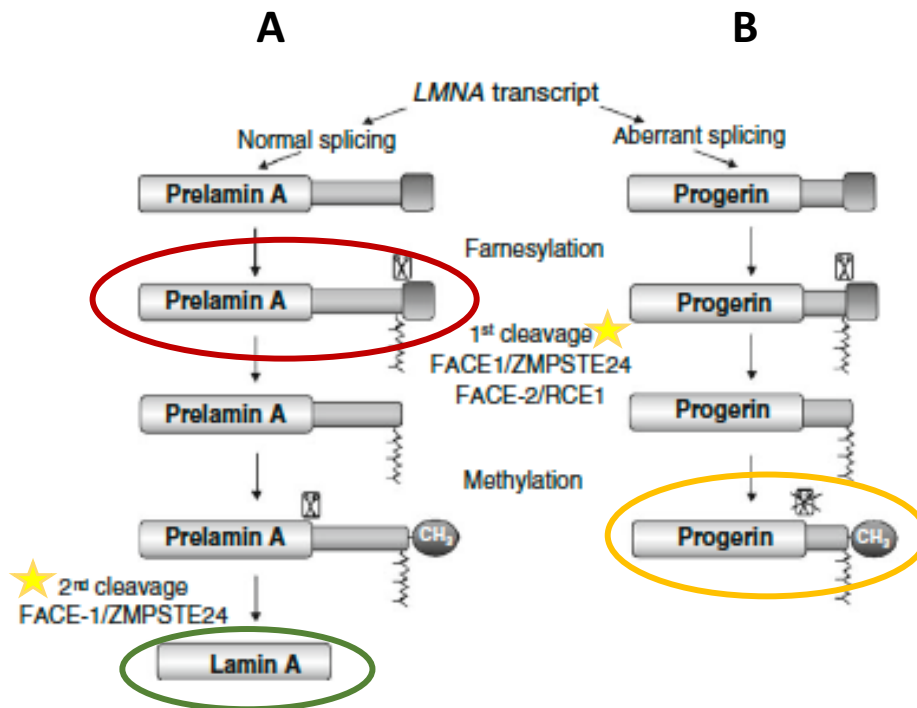 A
B
LMNA transcript
Normal splicing
Aberrant splicing
Prelamin A
Progerin
Farnesylation
Prelamin A
Progerin
1st cleavage
FACE1/ZMPSTE24
FACE-2/RCE1
Prelamin A
Progerin
Methylation
Prelamin A
CH3
Progerin
CH3
2nd cleavage
FACE-1/ZMPSTE24
Lamin A